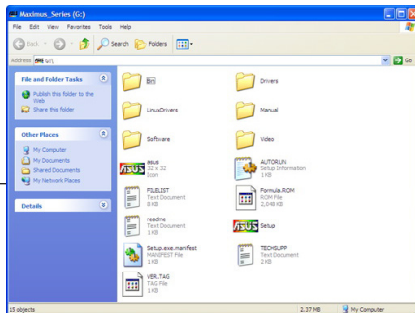 Maximus_Series (G:)
File Edit View Favorites Tools Help
Back Search Folders
Address G:\ Go
File and Folder Tasks
Publish this folder to the Web
Share this folder
Other Places
My Computer
My Documents
Shared Documents
My Network Places
Details
Bin
Drivers
LinuxDrivers
Manual
Software
Video
ASUS
asus
32 x 32
Icon
AUTORUN
Setup Information
1 KB
FILELIST
Text Document
8 KB
Formula.ROM
ROM File
2,048 KB
readme
Text Document
1 KB
ASUS
Setup
Setup.exe.manifest
MANIFEST File
1 KB
TECHSUPP
Text Document
2 KB
VER.TAG
TAG File
1 KB
15 objects
2.37 MB
My Computer